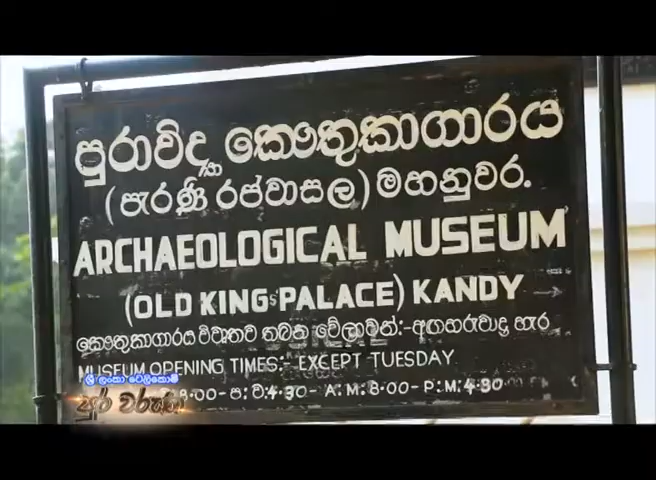 පුරාවිද්‍යා කෞතුකාගාරය
(පැරණි රජවාසල) මහනුවර.
ARCHAEOLOGICAL MUSEUM
(OLD KING'S PALACE) KANDY
කෞතුකාගාරය විවෘතව තබන වේලාවන්:-අඟහරුවාදා හැර
MUSEUM OPENING TIMES:-EXCEPT TUESDAY
8.00- ප:ව.4.30- A:M.8.00- P:M.4.30
ශ්‍රී ලංකා ටෙලිකොම්
පුර වරුණ